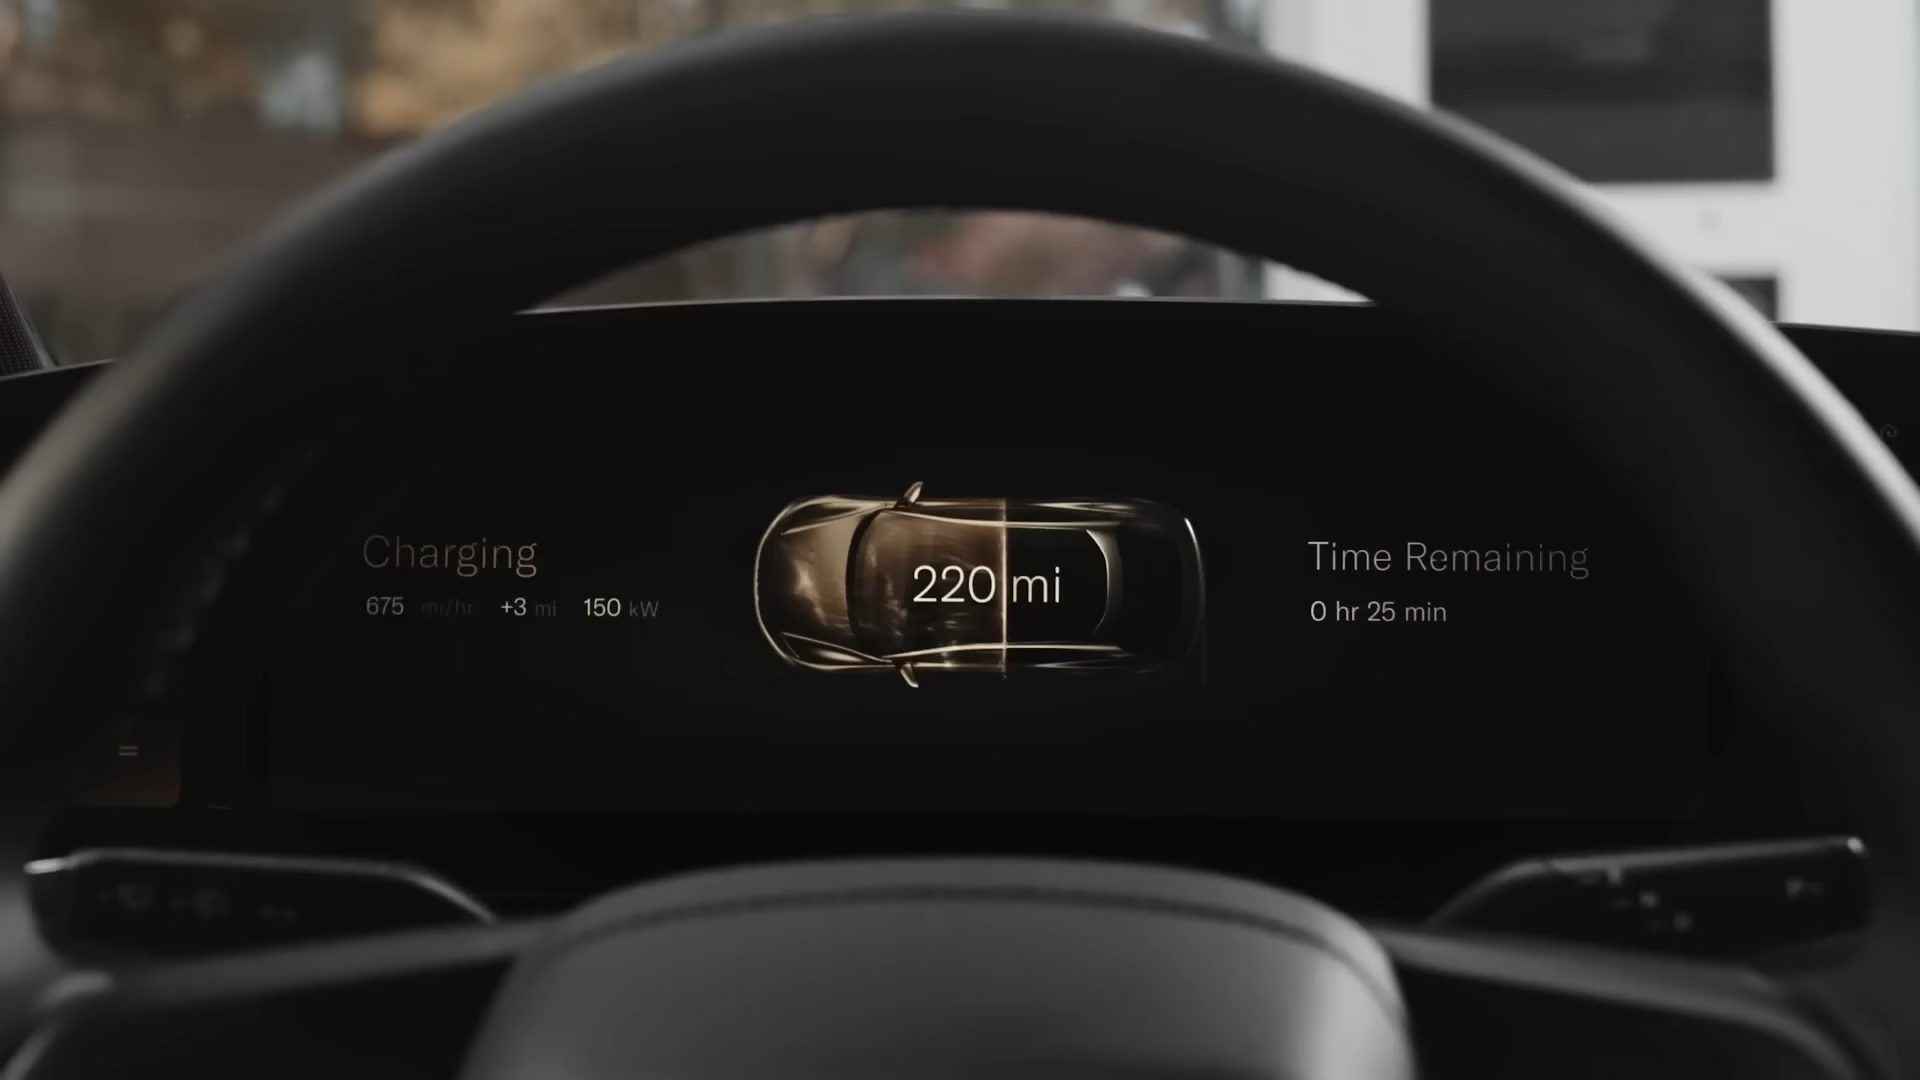 Charging
675 mi/hr +3 mi 150 kW
220 mi
Time Remaining
0 hr 25 min